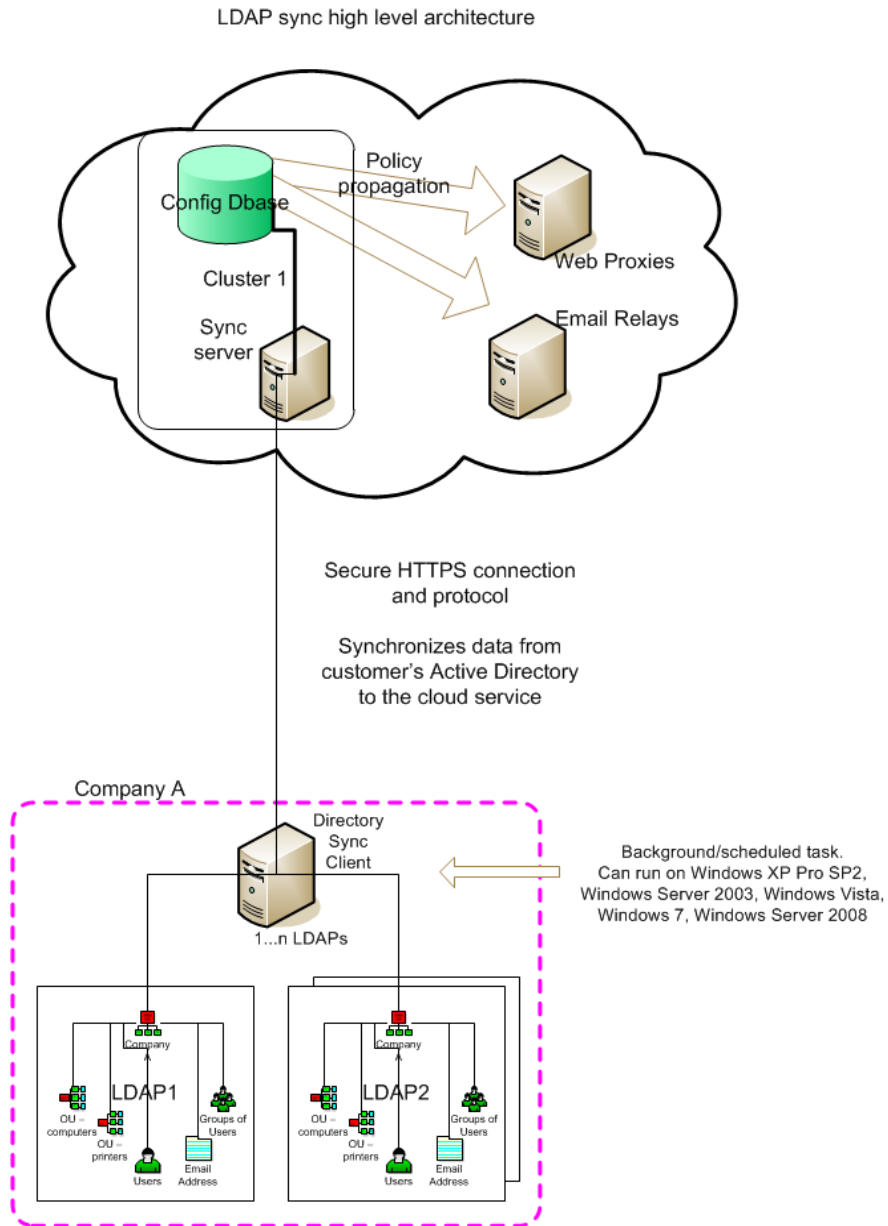 LDAP sync high level architecture
Policy
propagation
Config Dbase
Web Proxies
Cluster 1
Email Relays
Sync
server
Secure HTTPS connection
and protocol
Synchronizes data from
customer's Active Directory
to the cloud service
Company A
Directory
Sync
Client
Background/scheduled task.
Can run on Windows XP Pro SP2,
Windows Server 2003, Windows Vista,
Windows 7, Windows Server 2008
1...n LDAPs
Company
A
LDAP1
OU –
computers
OU –
printers
Users
Email
Address
Groups of
Users
Company
A
LDAP2
OU –
computers
OU –
printers
Users
Email
Address
Groups of
Users